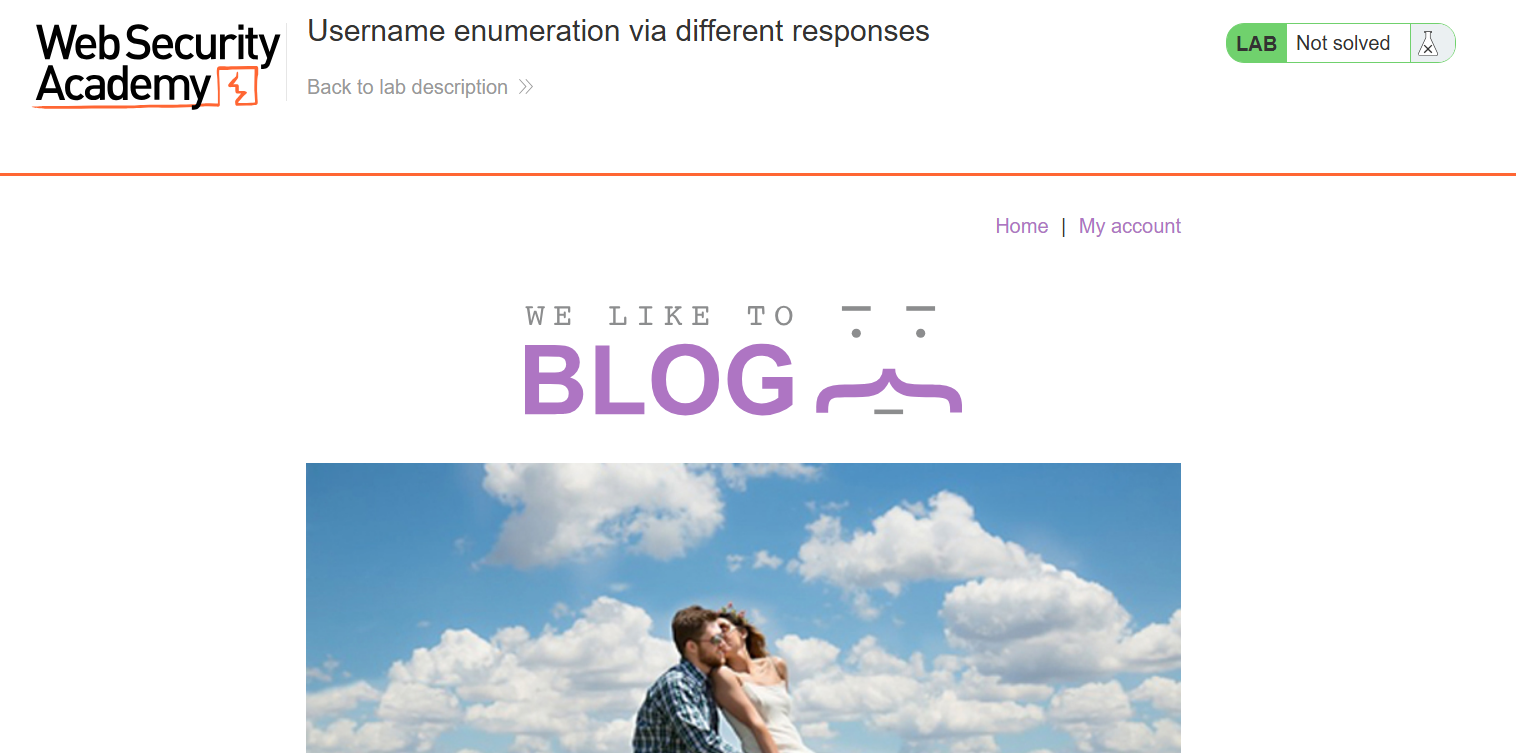 Web Security
Academy
Username enumeration via different responses
Back to lab description
LAB Not solved
Home | My account
WE LIKE TO
BLOG